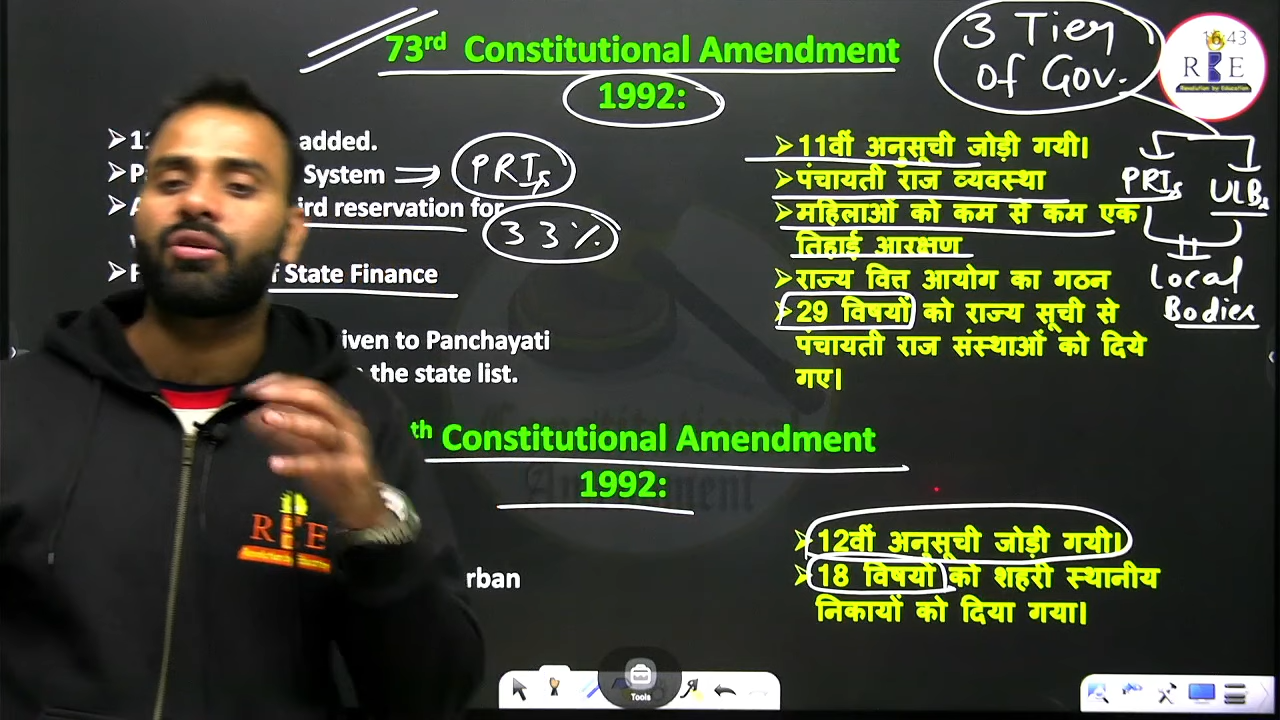 73rd Constitutional Amendment
1992:
3 Tier
of Gov.
16:43
R E
Revolution by Education
added.
System ⇒ PRIs
ird reservation for
33%
f State Finance
iven to Panchayati
the state list.
➤11वीं अनुसूची जोड़ी गयी।
➤पंचायती राज व्यवस्था
➤महिलाओं को कम से कम एक
तिहाई आरक्षण
➤राज्य वित्त आयोग का गठन
➤29 विषयों को राज्य सूची से
पंचायती राज संस्थाओं को दिये
गए।
PRIs ULBs
Local
Bodies
th Constitutional Amendment
1992:
rban
➤12वीं अनुसूची जोड़ी गयी।
➤18 विषयों को शहरी स्थानीय
निकायों को दिया गया।
R E
Tools